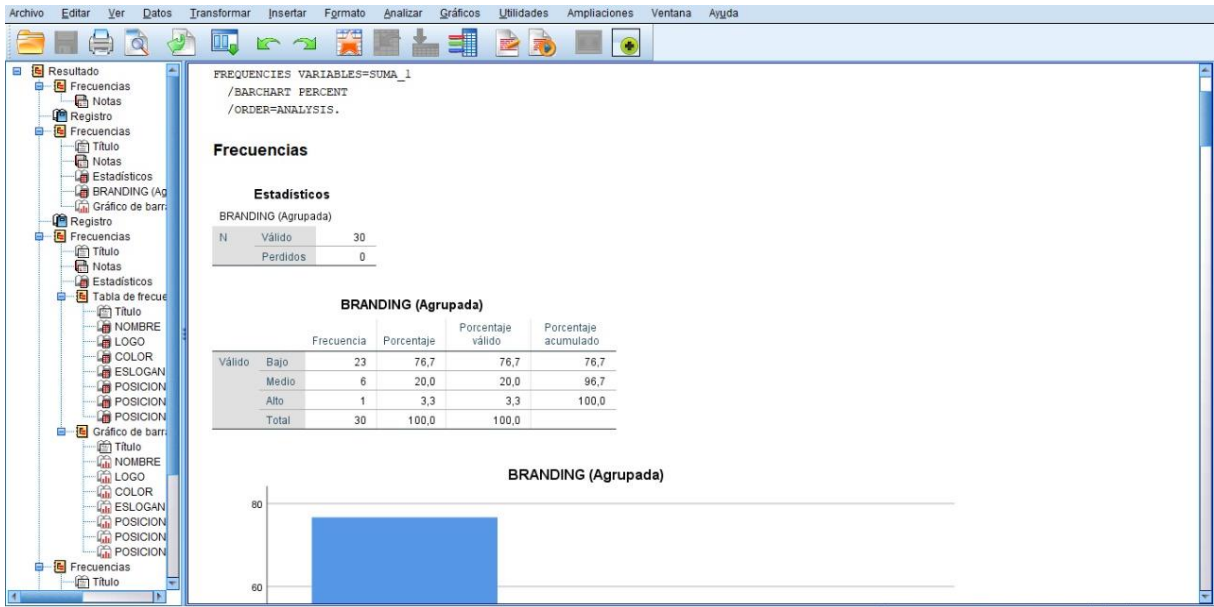 Archivo Editar Ver Datos Transformar Insertar Formato Analizar Gráficos Utilidades Ampliaciones Ventana Ayuda
Resultado
Frecuencias
Notas
Registro
Frecuencias
Título
Notas
Estadísticos
BRANDING (Ag
Gráfico de barr
Registro
Frecuencias
Título
Notas
Estadísticos
Tabla de frecue
Título
NOMBRE
LOGO
COLOR
ESLOGAN
POSICION
POSICION
POSICION
Gráfico de barr
Título
NOMBRE
LOGO
COLOR
ESLOGAN
POSICION
POSICION
POSICION
Frecuencias
Título
FREQUENCIES VARIABLES=SUMA_1
/BARCHART PERCENT
/ORDER=ANALYSIS.
Frecuencias
Estadísticos
BRANDING (Agrupada)
N Válido 30
Perdidos 0
BRANDING (Agrupada)
Frecuencia Porcentaje Porcentaje válido Porcentaje acumulado
Válido Bajo 23 76,7 76,7 76,7
Medio 6 20,0 20,0 96,7
Alto 1 3,3 3,3 100,0
Total 30 100,0 100,0
BRANDING (Agrupada)
80
60